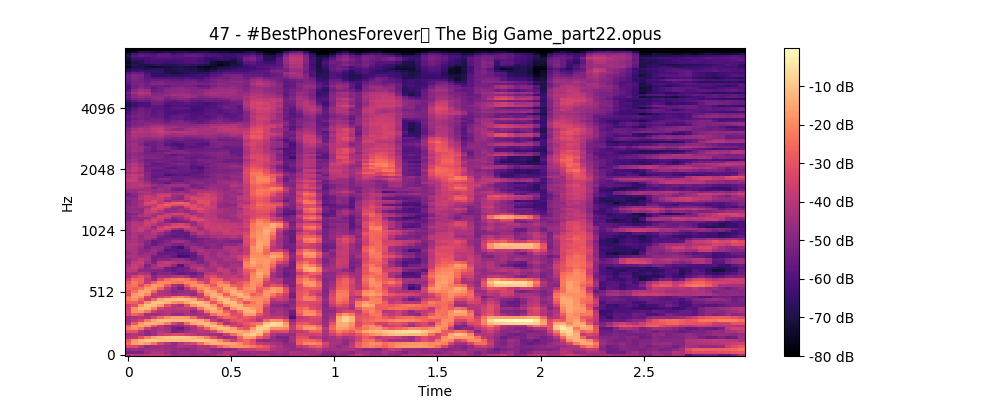 47 - #BestPhonesForever▯ The Big Game_part22.opus
Hz
4096
2048
1024
512
0
0
0.5
1
1.5
2
2.5
Time
-10 dB
-20 dB
-30 dB
-40 dB
-50 dB
-60 dB
-70 dB
-80 dB